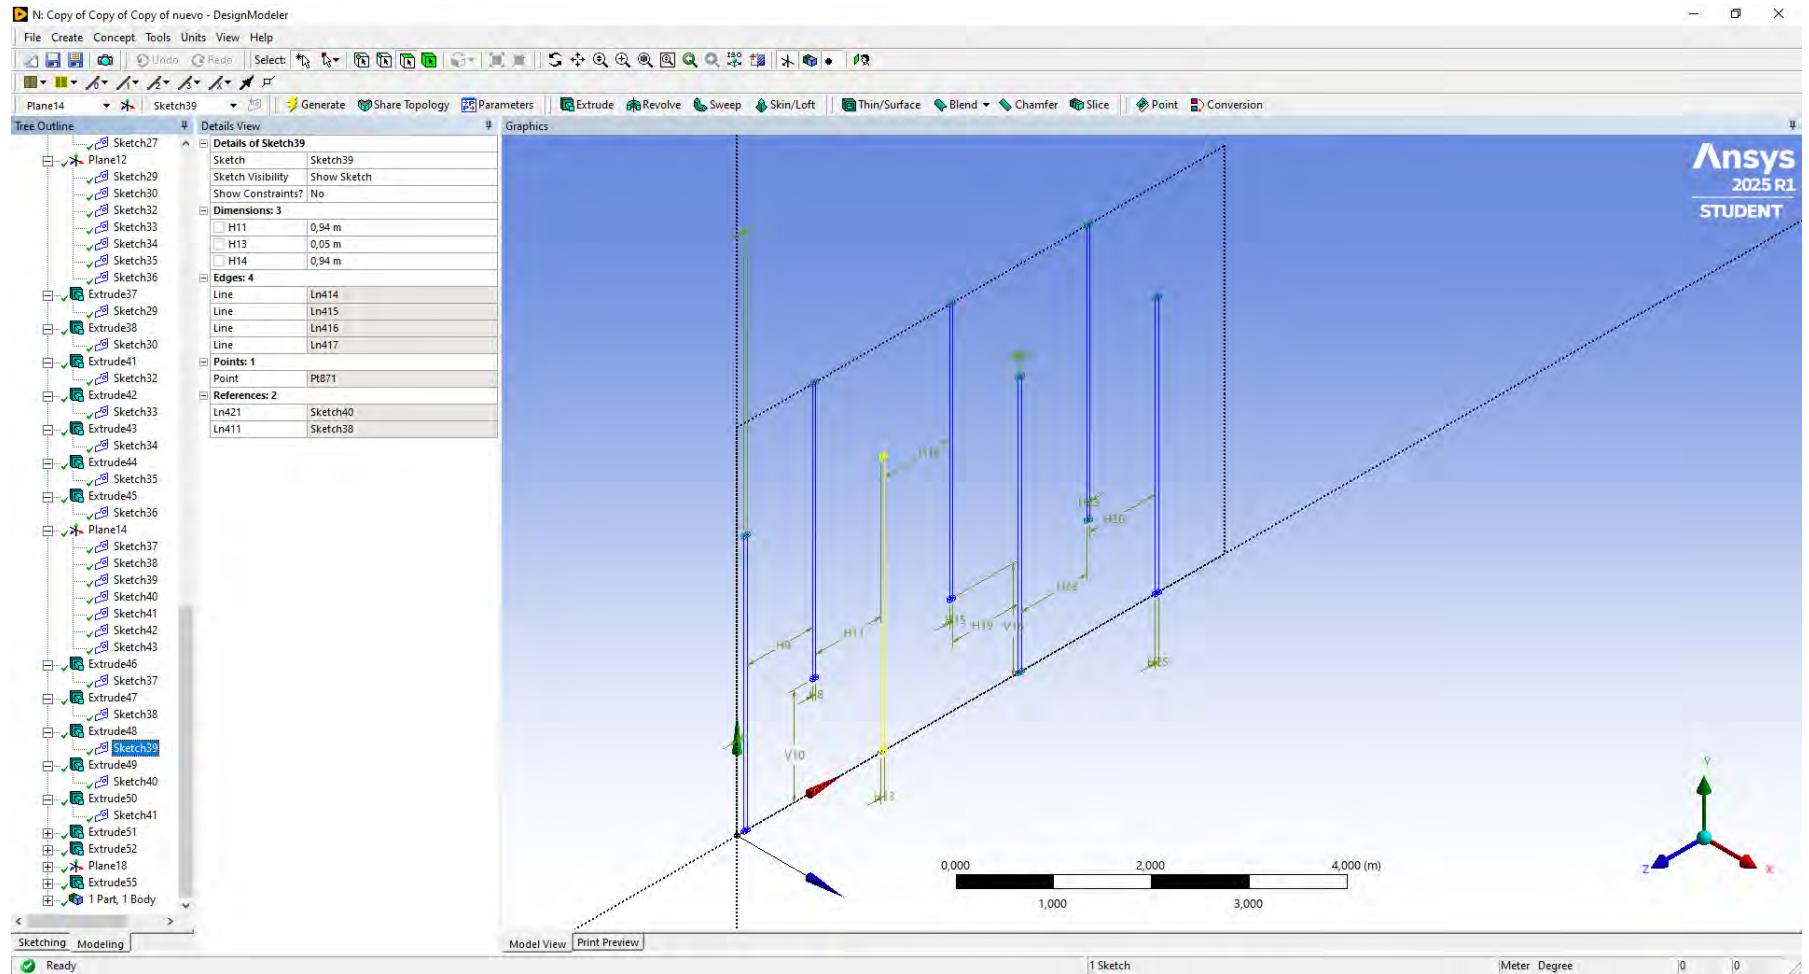 N: Copy of Copy of Copy of nuevo - DesignModeler
File Create Concept Tools Units View Help
Undo Redo Select: ISO
Plane14 Sketch39 Generate Share Topology Parameters Extrude Revolve Sweep Skin/Loft Thin/Surface Blend Chamfer Slice Point Conversion
Tree Outline
Sketch27
Plane12
Sketch29
Sketch30
Sketch32
Sketch33
Sketch34
Sketch35
Sketch36
Extrude37
Sketch29
Extrude38
Sketch30
Extrude41
Sketch32
Extrude42
Sketch33
Extrude43
Sketch34
Extrude44
Sketch35
Extrude45
Sketch36
Plane14
Sketch37
Sketch38
Sketch39
Sketch40
Sketch41
Sketch42
Sketch43
Extrude46
Sketch37
Extrude47
Sketch38
Extrude48
Sketch39
Extrude49
Sketch40
Extrude50
Sketch41
Extrude51
Extrude52
Plane18
Extrude55
1 Part, 1 Body
Sketching Modeling
Details View
Details of Sketch39
Sketch Sketch39
Sketch Visibility Show Sketch
Show Constraints? No
Dimensions: 3
H11 0,94 m
H13 0,05 m
H14 0,94 m
Edges: 4
Line Ln414
Line Ln415
Line Ln416
Line Ln417
Points: 1
Point Pt871
References: 2
Ln421 Sketch40
Ln411 Sketch38
Graphics
Ansys
2025 R1
STUDENT
H9
H11
H19
V10
0,000 2,000 4,000 (m)
1,000 3,000
Y
Z X
Model View Print Preview
Ready 1 Sketch Meter Degree 0 0